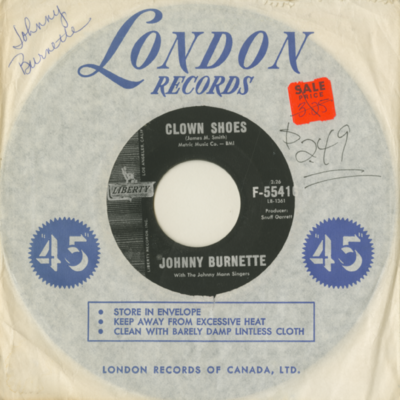 Johnny
Burnette
LONDON
RECORDS
SALE
PRICE
$2.49
CLOWN SHOES
(James M. Smith)
Metric Music Co. — BMI
LIBERTY
F-55416
Producer:
Snuff Garrett
JOHNNY BURNETTE
With The Johnny Mann Singers
"45"
"45"
• STORE IN ENVELOPE
• KEEP AWAY FROM EXCESSIVE HEAT
• CLEAN WITH BARELY DAMP LINTLESS CLOTH
LONDON RECORDS OF CANADA, LTD.